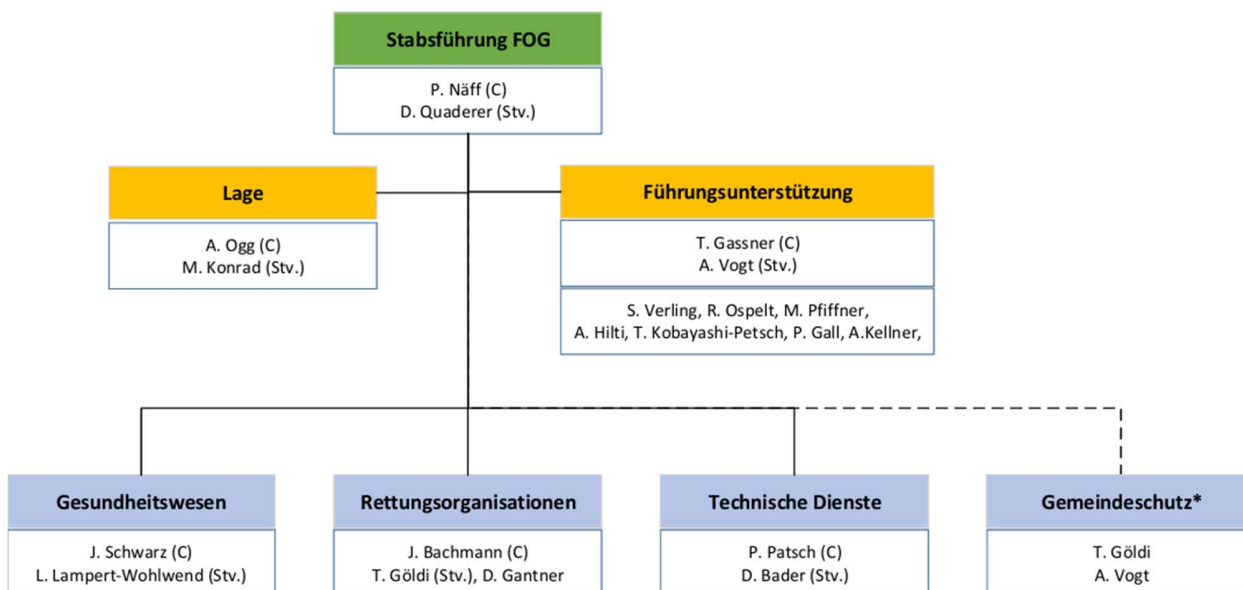 Stabsführung FOG
P. Näff (C)
D. Quaderer (Stv.)
Lage
A. Ogg (C)
M. Konrad (Stv.)
Führungsunterstützung
T. Gassner (C)
A. Vogt (Stv.)
S. Verling, R. Ospelt, M. Pfiffner,
A. Hilti, T. Kobayashi-Petsch, P. Gall, A.Kellner,
Gesundheitswesen
J. Schwarz (C)
L. Lampert-Wohlwend (Stv.)
Rettungsorganisationen
J. Bachmann (C)
T. Göldi (Stv.), D. Gantner
Technische Dienste
P. Patsch (C)
D. Bader (Stv.)
Gemeindeschutz*
T. Göldi
A. Vogt